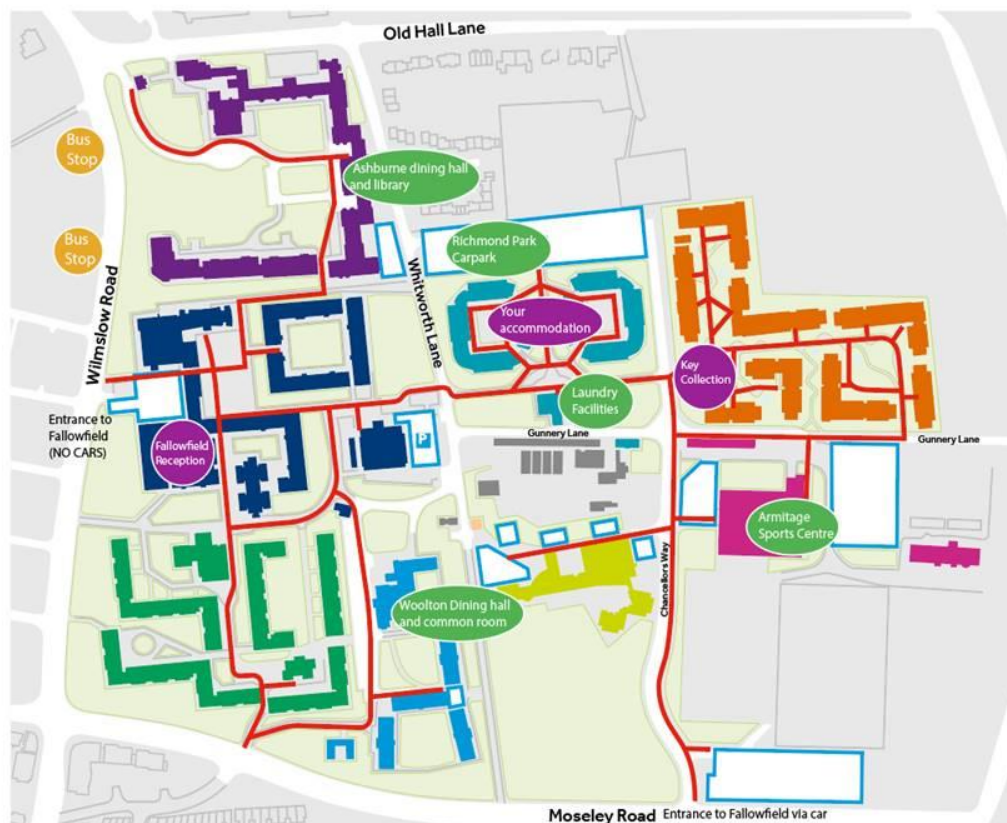 Old Hall Lane
Bus
Stop
Ashburne dining hall
and library
Bus
Stop
Richmond Park
Carpark
Whitworth Lane
Wilmslow Road
Your
accommodation
Key
Collection
Laundry
Facilities
Entrance to
Fallowfield
(NO CARS)
Fallowfield
Reception
P
Gunnery Lane
Gunnery Lane
Armitage
Sports Centre
Chancellors Way
Woolton Dining hall
and common room
Moseley Road
Entrance to Fallowfield via car